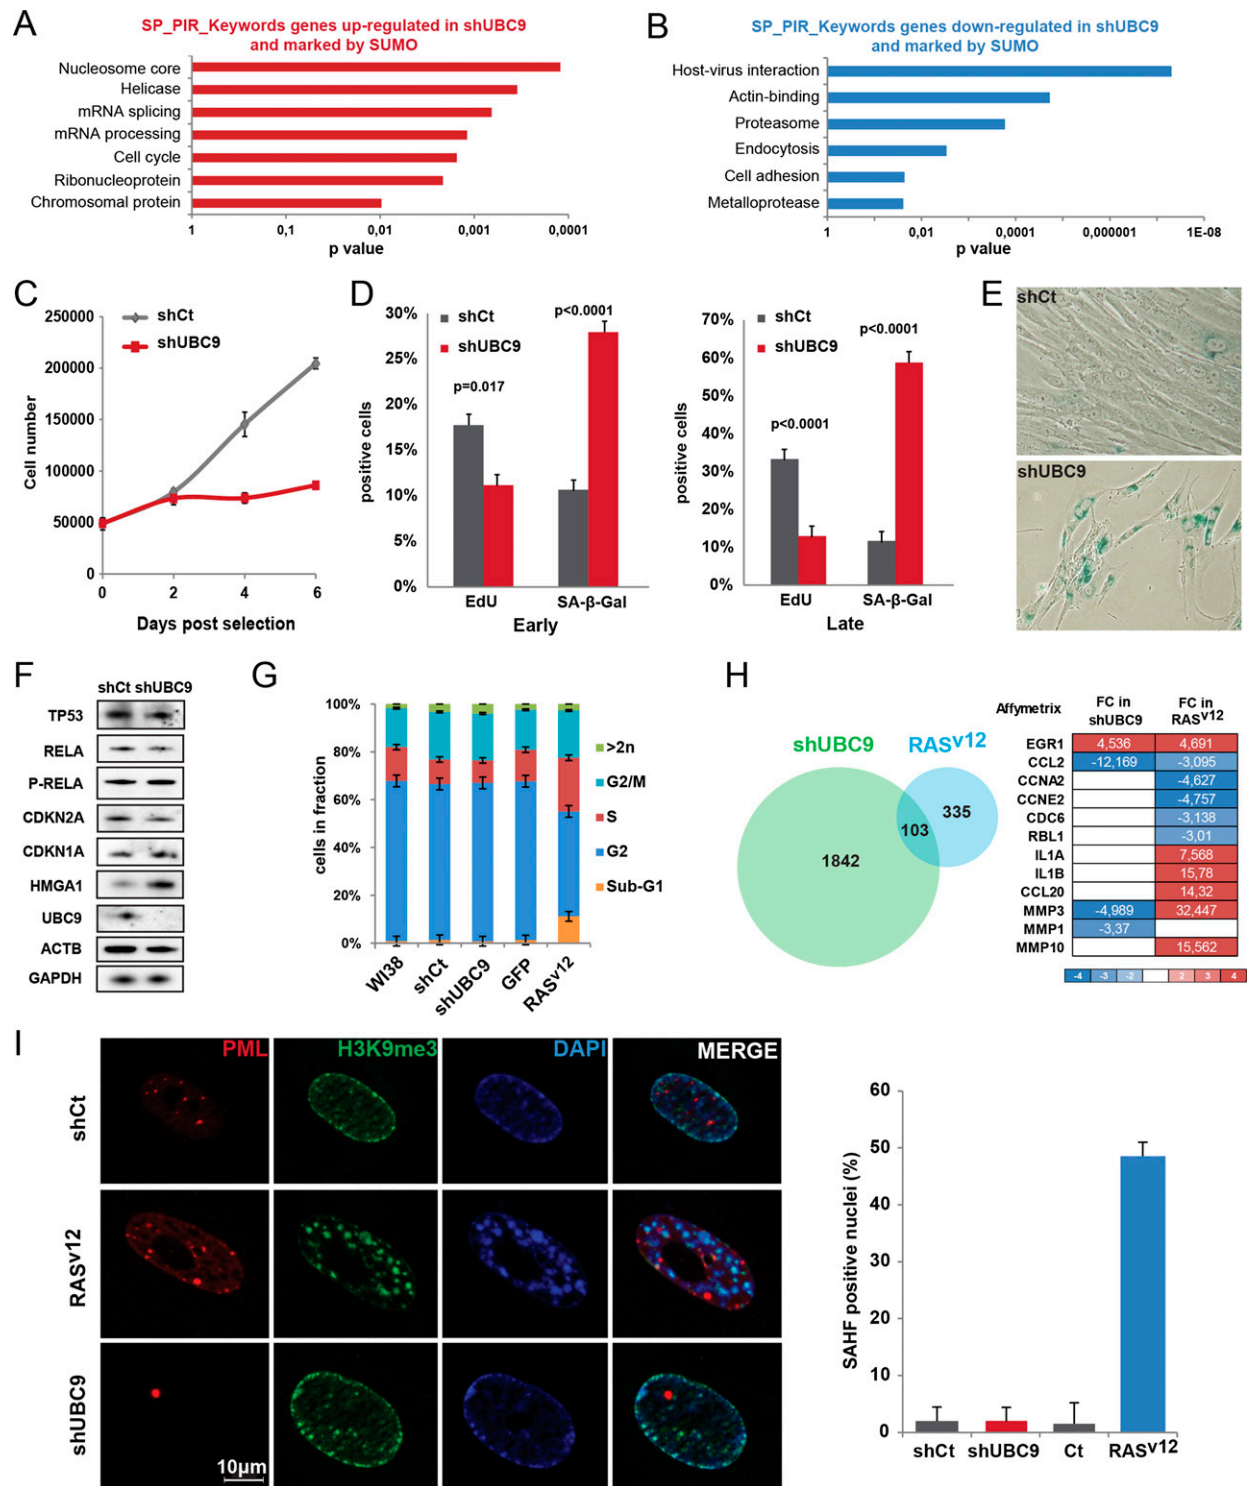 A
SP_PIR_Keywords genes up-regulated in shUBC9
and marked by SUMO
Nucleosome core
Helicase
mRNA splicing
mRNA processing
Cell cycle
Ribonucleoprotein
Chromosomal protein
1 0,1 0,01 0,001 0,0001
p value
B
SP_PIR_Keywords genes down-regulated in shUBC9
and marked by SUMO
Host-virus interaction
Actin-binding
Proteasome
Endocytosis
Cell adhesion
Metalloprotease
1 0,01 0,0001 0,000001 1E-08
p value
C
250000
200000
150000
100000
50000
0
Cell number
shCt
shUBC9
0 2 4 6
Days post selection
D
30%
25%
20%
15%
10%
5%
0%
positive cells
shCt
shUBC9
p<0.0001
p=0.017
EdU SA-β-Gal
Early
70%
60%
50%
40%
30%
20%
10%
0%
positive cells
shCt
shUBC9
p<0.0001
p<0.0001
EdU SA-β-Gal
Late
E
shCt
shUBC9
F
shCt shUBC9
TP53
RELA
P-RELA
CDKN2A
CDKN1A
HMGA1
UBC9
ACTB
GAPDH
G
100%
80%
60%
40%
20%
0%
cells in fraction
>2n
G2/M
S
G2
Sub-G1
WI38 shCt shUBC9 GFP RASV12
H
shUBC9 RASV12
1842 103 335
Affymetrix FC in shUBC9 FC in RASV12
EGR1 4,536 4,691
CCL2 -12,169 -3,095
CCNA2 -4,627
CCNE2 -4,757
CDC6 -3,138
RBL1 -3,01
IL1A 7,568
IL1B 15,78
CCL20 14,32
MMP3 -4,989 32,447
MMP1 -3,37
MMP10 15,562
-4 -3 -2 2 3 4
I
PML H3K9me3 DAPI MERGE
shCt
RASV12
shUBC9
10µm
60
50
40
30
20
10
0
SAHF positive nuclei (%)
shCt shUBC9 Ct RASV12